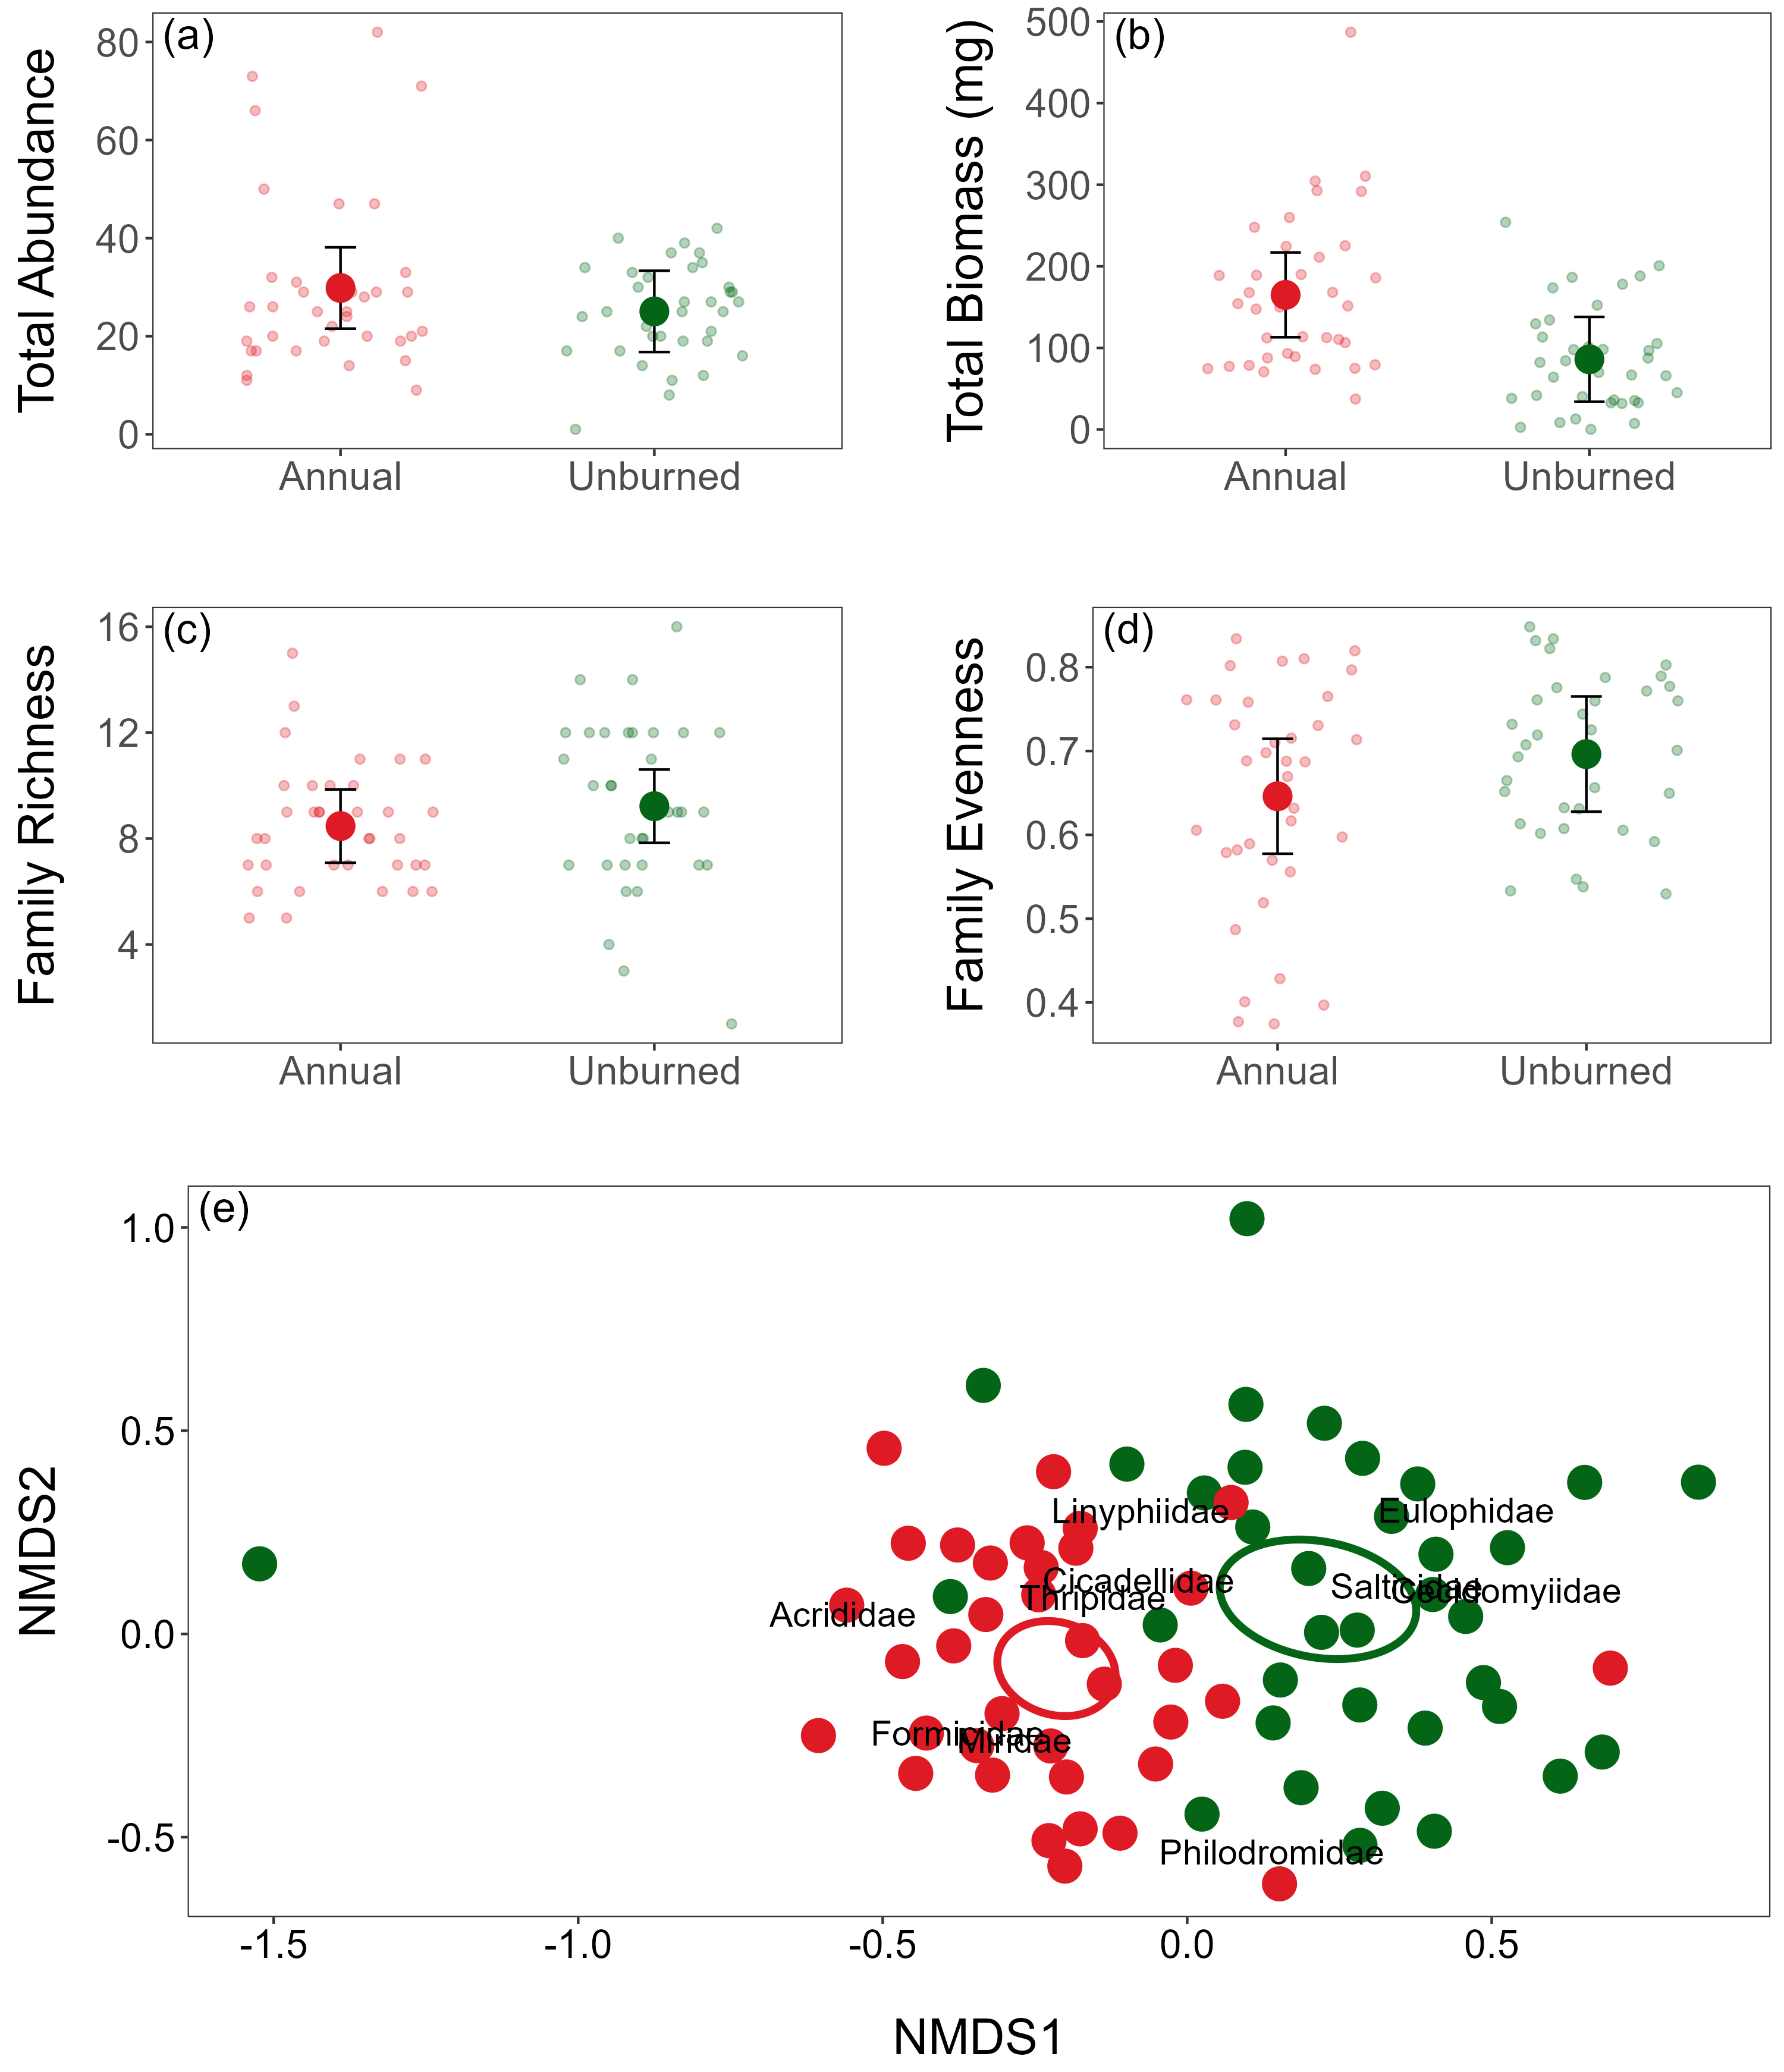 (a)
Total Abundance
80
60
40
20
0
Annual Unburned
(b)
Total Biomass (mg)
500
400
300
200
100
0
Annual Unburned
(c)
Family Richness
16
12
8
4
Annual Unburned
(d)
Family Evenness
0.8
0.7
0.6
0.5
0.4
Annual Unburned
(e)
NMDS2
1.0
0.5
0.0
-0.5
Linyphiidae
Eulophidae
Cicadellidae
Thripidae
Salticidae
Cecidomyiidae
Acrididae
Formicidae
Miridae
Philodromidae
-1.5 -1.0 -0.5 0.0 0.5
NMDS1